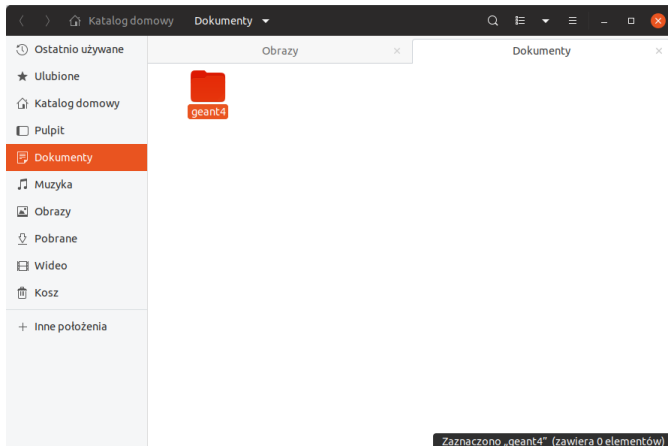 Katalog domowy Dokumenty
Ostatnio używane
Ulubione
Katalog domowy
Pulpit
Dokumenty
Muzyka
Obrazy
Pobrane
Wideo
Kosz
Inne położenia
Obrazy
Dokumenty
geant4
Zaznaczono „geant4” (zawiera 0 elementów)